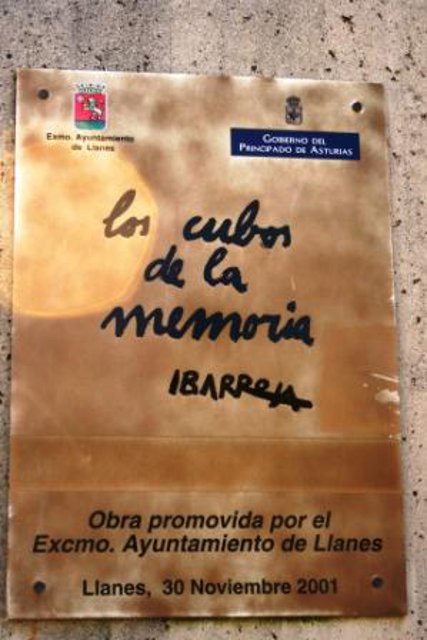 Exmo. Ayuntamiento
de Llanes
GOBIERNO DEL
PRINCIPADO DE ASTURIAS
los cubos
de la
memoria
IBARROLA
Obra promovida por el
Excmo. Ayuntamiento de Llanes
Llanes, 30 Noviembre 2001